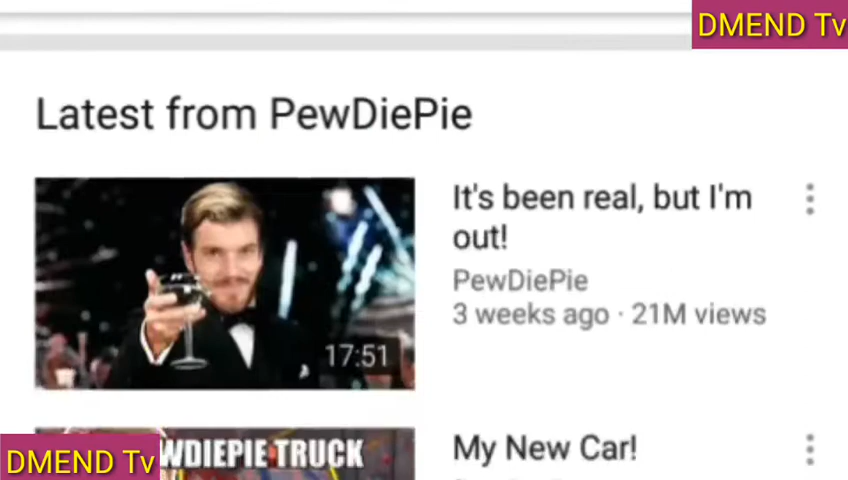 DMEND Tv
Latest from PewDiePie
It's been real, but I'm
out!
PewDiePie
3 weeks ago · 21M views
17:51
WDIEPIE TRUCK
My New Car!
DMEND Tv